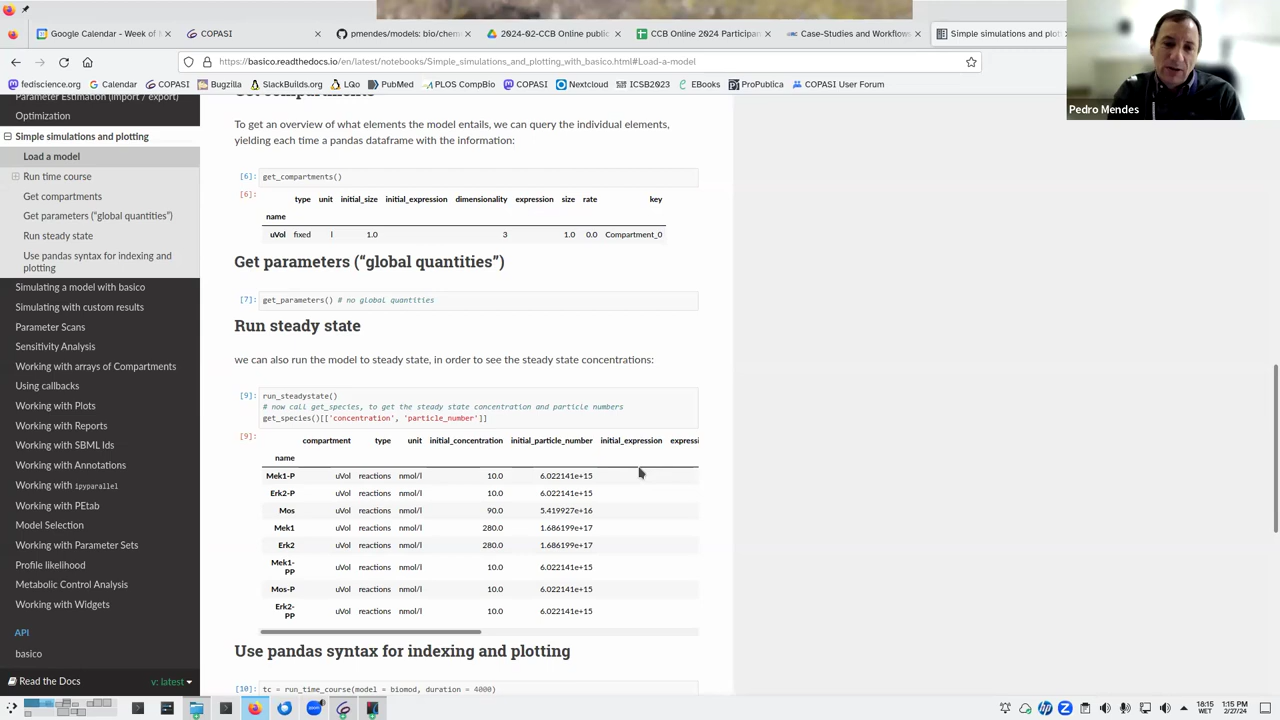 Google Calendar - Week of M
COPASI
pmendes/models: bio/chem
2024-02-CCB Online public
CCB Online 2024 Participan
Case-Studies and Workflows
Simple simulations and plot
https://basico.readthedocs.io/en/latest/notebooks/Simple_simulations_and_plotting_with_basico.html#Load-a-model
fediscience.org
Calendar
COPASI
Bugzilla
SlackBuilds.org
LQo
PubMed
PLOS CompBio
COPASI
Nextcloud
ICSB2023
EBooks
ProPublica
COPASI User Forum
Pedro Mendes
Parameter Estimation (Import / export)
Optimization
Simple simulations and plotting
Load a model
Run time course
Get compartments
Get parameters (“global quantities”)
Run steady state
Use pandas syntax for indexing and
plotting
Simulating a model with basico
Simulating with custom results
Parameter Scans
Sensitivity Analysis
Working with arrays of Compartments
Using callbacks
Working with Plots
Working with Reports
Working with SBML Ids
Working with Annotations
Working with ipyparallel
Working with PEtab
Model Selection
Working with Parameter Sets
Profile likelihood
Metabolic Control Analysis
Working with Widgets
API
basico
Read the Docs
v: latest
Get compartments
To get an overview of what elements the model entails, we can query the individual elements,
yielding each time a pandas dataframe with the information:
[6]: get_compartments()
[6]:
type unit initial_size initial_expression dimensionality expression size rate key
name
uVol fixed l 1.0 3 1.0 0.0 Compartment_0
Get parameters (“global quantities”)
[7]: get_parameters() # no global quantities
Run steady state
we can also run the model to steady state, in order to see the steady state concentrations:
[9]: run_steadystate()
# now call get_species, to get the steady state concentration and particle numbers
get_species()[['concentration', 'particle_number']]
[9]:
compartment type unit initial_concentration initial_particle_number initial_expression expressi
name
Mek1-P uVol reactions nmol/l 10.0 6.022141e+15
Erk2-P uVol reactions nmol/l 10.0 6.022141e+15
Mos uVol reactions nmol/l 90.0 5.419927e+16
Mek1 uVol reactions nmol/l 280.0 1.686199e+17
Erk2 uVol reactions nmol/l 280.0 1.686199e+17
Mek1-
PP uVol reactions nmol/l 10.0 6.022141e+15
Mos-P uVol reactions nmol/l 10.0 6.022141e+15
Erk2-
PP uVol reactions nmol/l 10.0 6.022141e+15
Use pandas syntax for indexing and plotting
[10]: tc = run_time_course(model = biomod, duration = 4000)
18:15
WET
1:15 PM
2/27/24